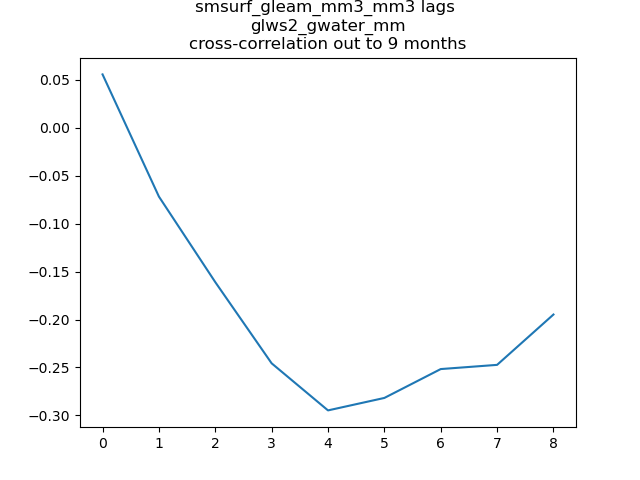 smsurf_gleam_mm3_mm3 lags
glws2_gwater_mm
cross-correlation out to 9 months
0.05
0.00
−0.05
−0.10
−0.15
−0.20
−0.25
−0.30
0 1 2 3 4 5 6 7 8